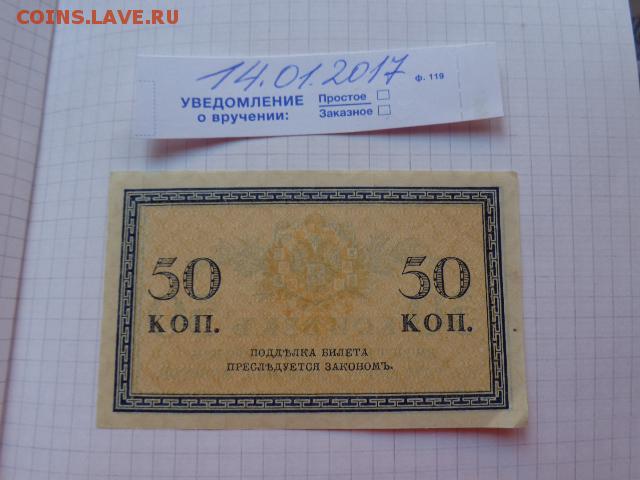 COINS.LAVE.RU
14.01.2017
ф. 119
УВЕДОМЛЕНИЕ
о вручении:
Простое
Заказное
50 50
КОП. КОП.
ПОДДѢЛКА БИЛЕТА
ПРЕСЛѢДУЕТСЯ ЗАКОНОМЪ.